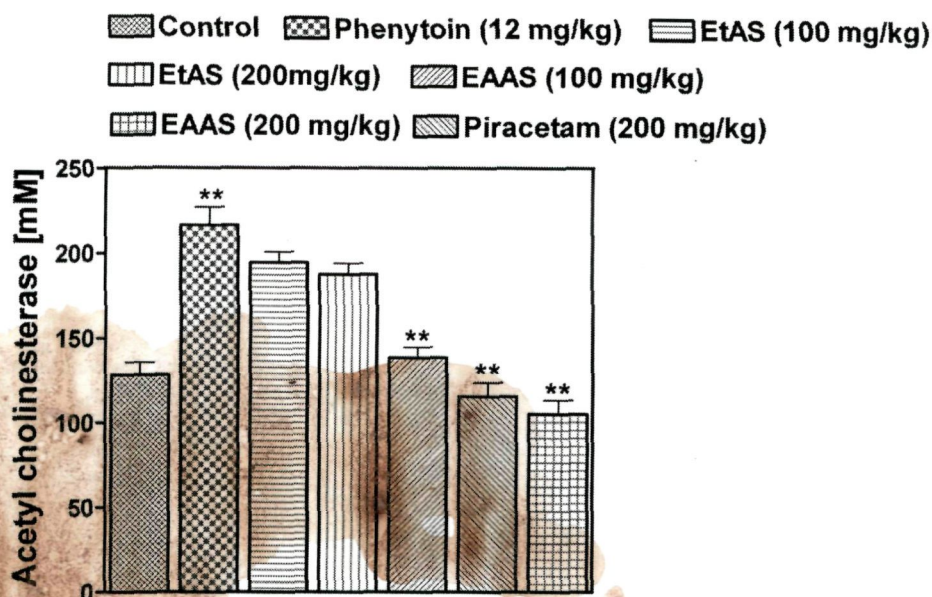 Control Phenytoin (12 mg/kg) EtAS (100 mg/kg)
EtAS (200mg/kg) EAAS (100 mg/kg)
EAAS (200 mg/kg) Piracetam (200 mg/kg)
Acetyl cholinesterase [mM]
250
200
150
100
50
0
**
**
**
**